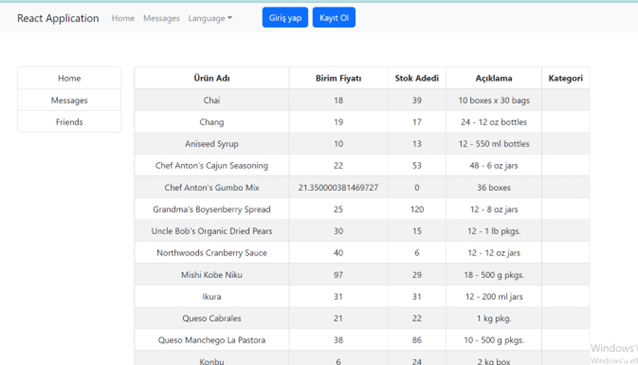 React Application Home Messages Language Giriş yap Kayıt Ol
Home
Messages
Friends
Ürün Adı Birim Fiyatı Stok Adedi Açıklama Kategori
Chai 18 39 10 boxes x 30 bags
Chang 19 17 24 - 12 oz bottles
Aniseed Syrup 10 13 12 - 550 ml bottles
Chef Anton's Cajun Seasoning 22 53 48 - 6 oz jars
Chef Anton's Gumbo Mix 21.350000381469727 0 36 boxes
Grandma's Boysenberry Spread 25 120 12 - 8 oz jars
Uncle Bob's Organic Dried Pears 30 15 12 - 1 lb pkgs.
Northwoods Cranberry Sauce 40 6 12 - 12 oz jars
Mishi Kobe Niku 97 29 18 - 500 g pkgs.
Ikura 31 31 12 - 200 ml jars
Queso Cabrales 21 22 1 kg pkg.
Queso Manchego La Pastora 38 86 10 - 500 g pkgs.
Konbu 6 24 2 kg box
Windows'u
Windows'u et